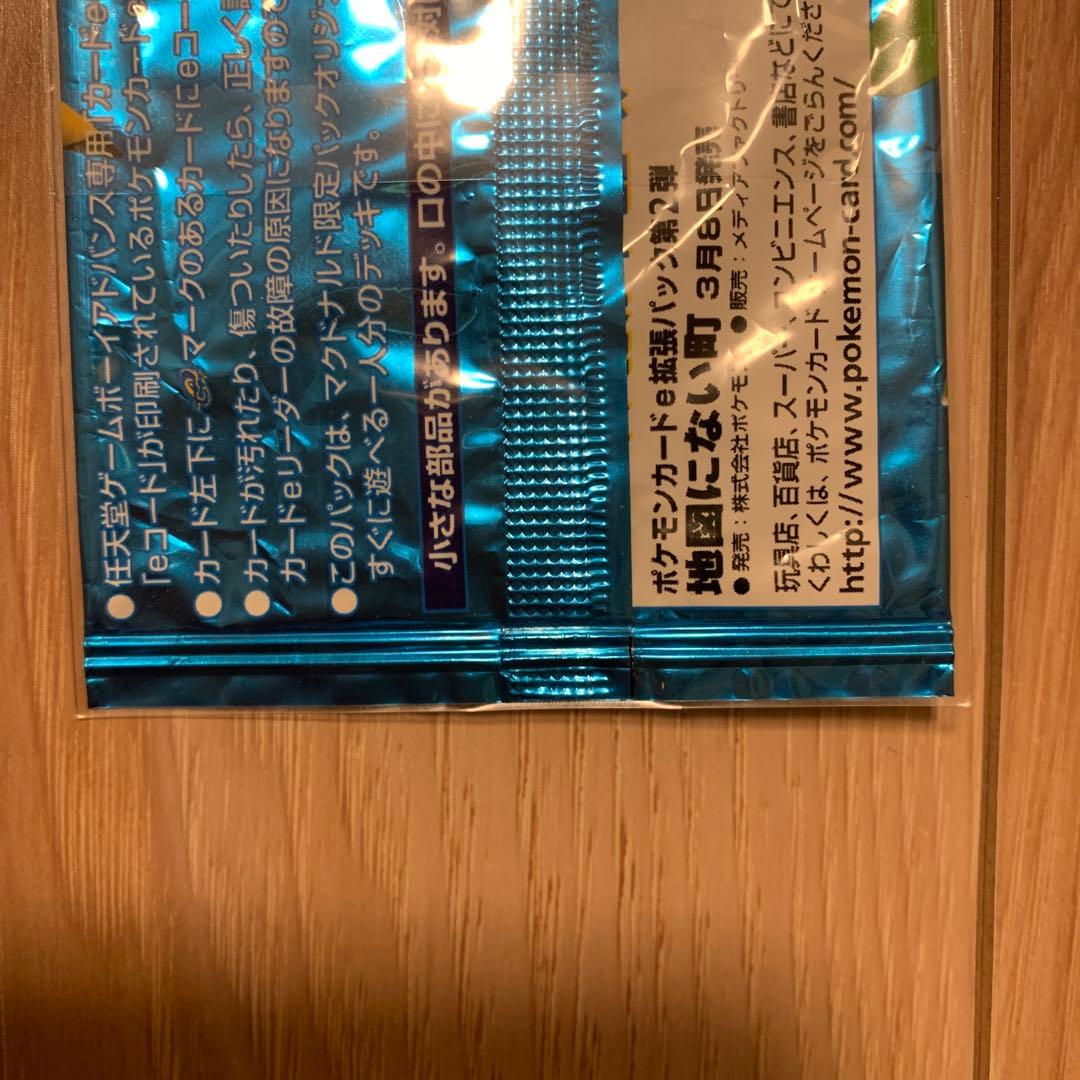 ●任天堂ゲームボーイアドバンス専用「カードe
「eコード」が印刷されているポケモンカード
●カード左下に マークのあるカードにeコー
●カードが汚れたり、傷ついたりしたら、正しく読
カードeリーダーの故障の原因になりますので
●このパックは、マクドナルド限定パックオリジ
すぐに遊べる一人分のデッキです。
小さな部品があります。口の中に
ポケモンカードe拡張パック第2弾
地図にない町 3月8日発売
●発売:株式会社ポケモン ●販売:メディアファクトリー
玩具店、百貨店、スーパー、コンビニエンス、書店などにて
くわしくは、ポケモンカードホームページをごらんくださ
http://www.pokemon-card.com/